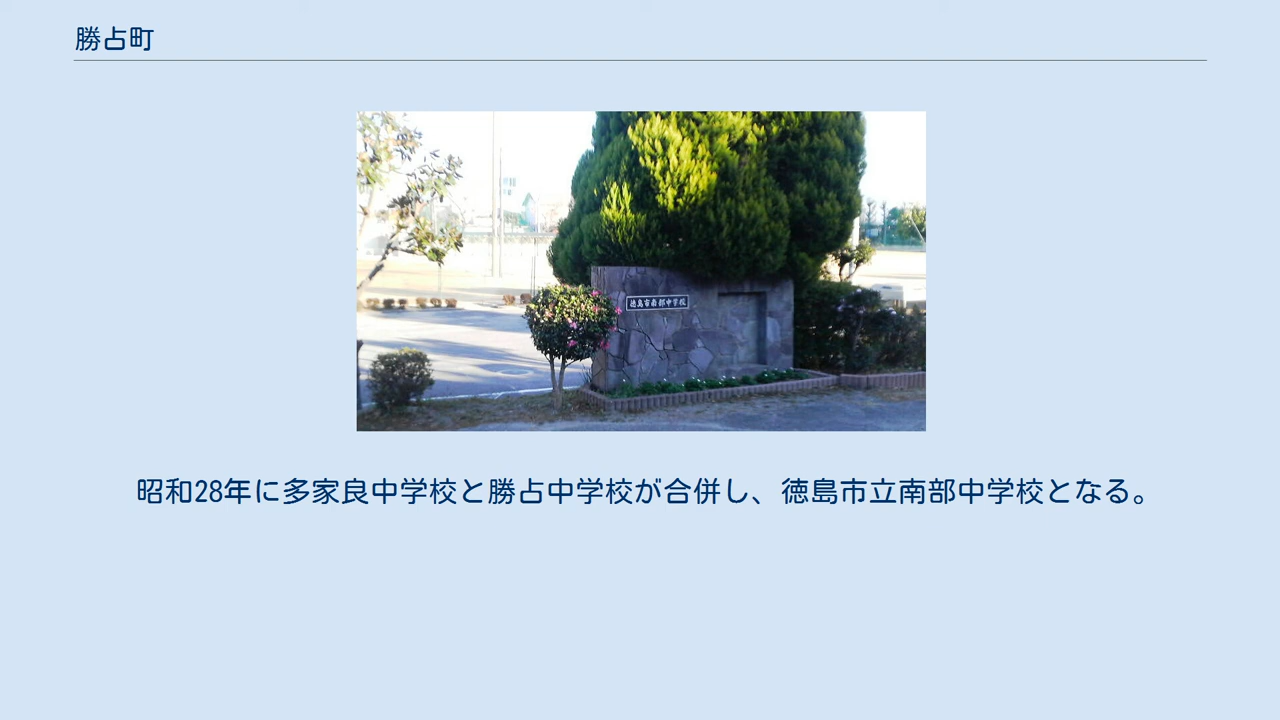 勝占町
徳島市南部中学校
昭和28年に多家良中学校と勝占中学校が合併し、徳島市立南部中学校となる。